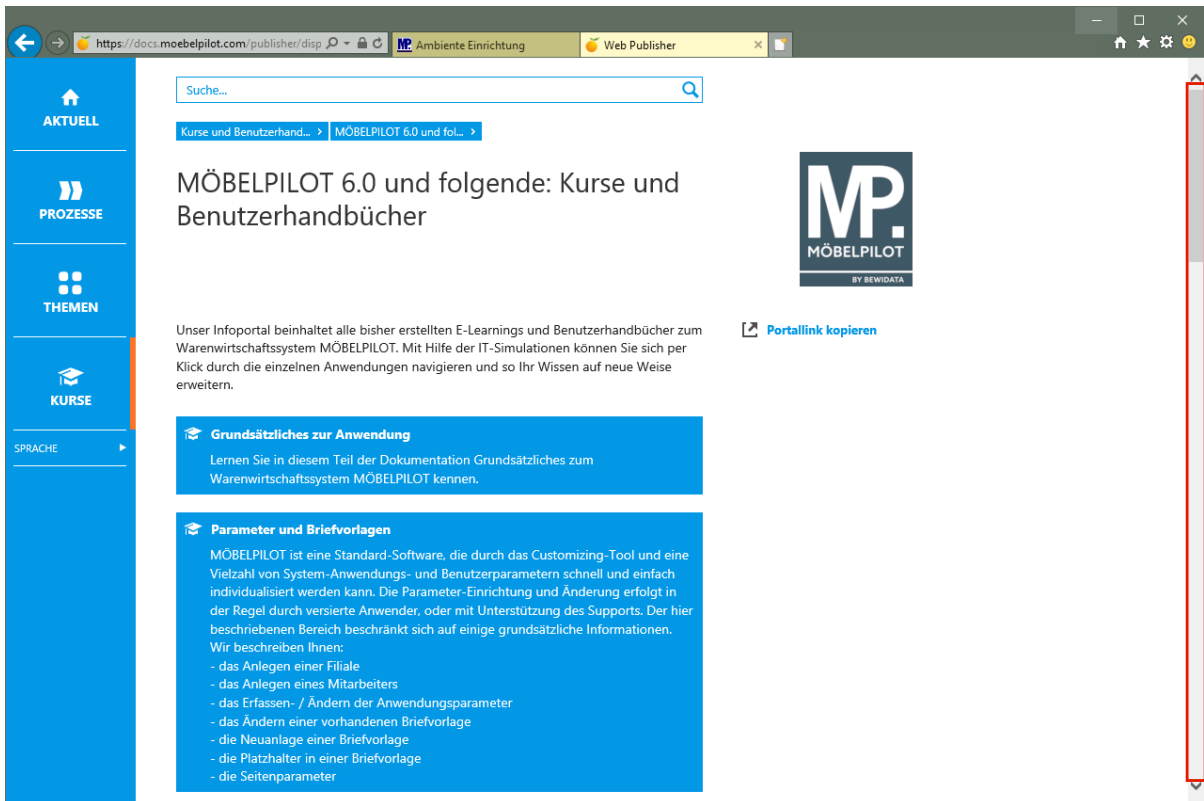 https://docs.moebelpilot.com/publisher/disp
MP Ambiente Einrichtung
Web Publisher
AKTUELL
PROZESSE
THEMEN
KURSE
SPRACHE
Suche...
Kurse und Benutzerhand... > MÖBELPILOT 6.0 und fol... >
MÖBELPILOT 6.0 und folgende: Kurse und
Benutzerhandbücher
MP.
MÖBELPILOT
BY BEWIDATA
Unser Infoportal beinhaltet alle bisher erstellten E-Learnings und Benutzerhandbücher zum
Warenwirtschaftssystem MÖBELPILOT. Mit Hilfe der IT-Simulationen können Sie sich per
Klick durch die einzelnen Anwendungen navigieren und so Ihr Wissen auf neue Weise
erweitern.
Portallink kopieren
Grundsätzliches zur Anwendung
Lernen Sie in diesem Teil der Dokumentation Grundsätzliches zum
Warenwirtschaftssystem MÖBELPILOT kennen.
Parameter und Briefvorlagen
MÖBELPILOT ist eine Standard-Software, die durch das Customizing-Tool und eine
Vielzahl von System-Anwendungs- und Benutzerparametern schnell und einfach
individualisiert werden kann. Die Parameter-Einrichtung und Änderung erfolgt in
der Regel durch versierte Anwender, oder mit Unterstützung des Supports. Der hier
beschriebenen Bereich beschränkt sich auf einige grundsätzliche Informationen.
Wir beschreiben Ihnen:
- das Anlegen einer Filiale
- das Anlegen eines Mitarbeiters
- das Erfassen- / Ändern der Anwendungsparameter
- das Ändern einer vorhandenen Briefvorlage
- die Neuanlage einer Briefvorlage
- die Platzhalter in einer Briefvorlage
- die Seitenparameter